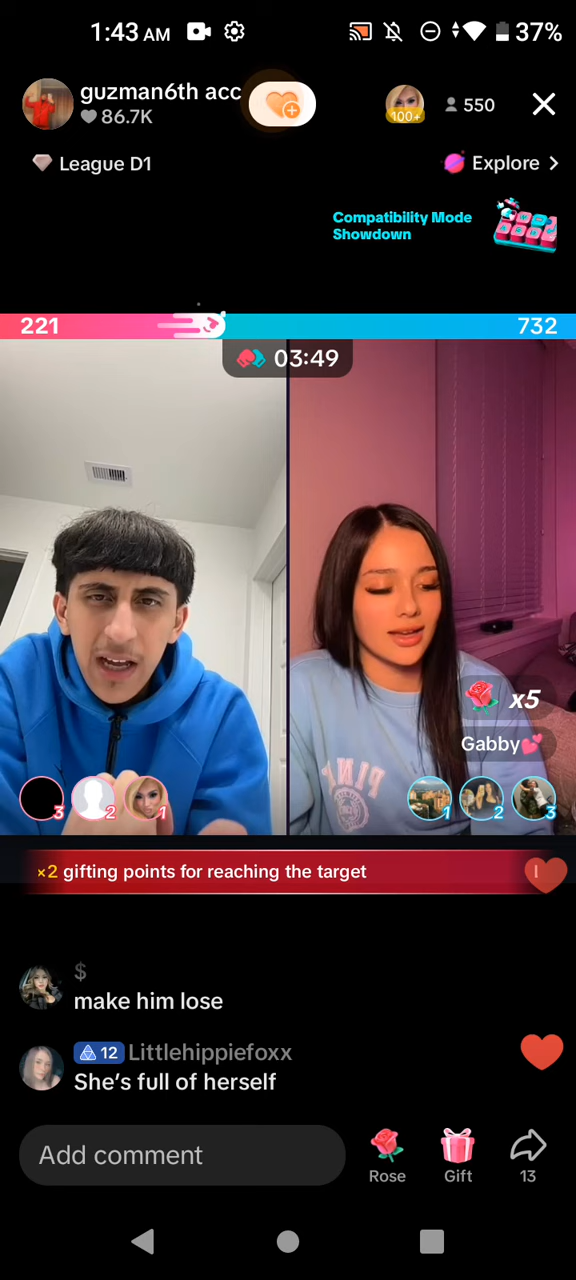 1:43 AM
37%
guzman6th acc
86.7K
100+
550
League D1
Explore >
Compatibility Mode
Showdown
221
732
03:49
x5
Gabby💕
PINK
3
2
1
1
2
3
×2 gifting points for reaching the target
$
make him lose
12 Littlehippiefoxx
She's full of herself
Add comment
Rose
Gift
13